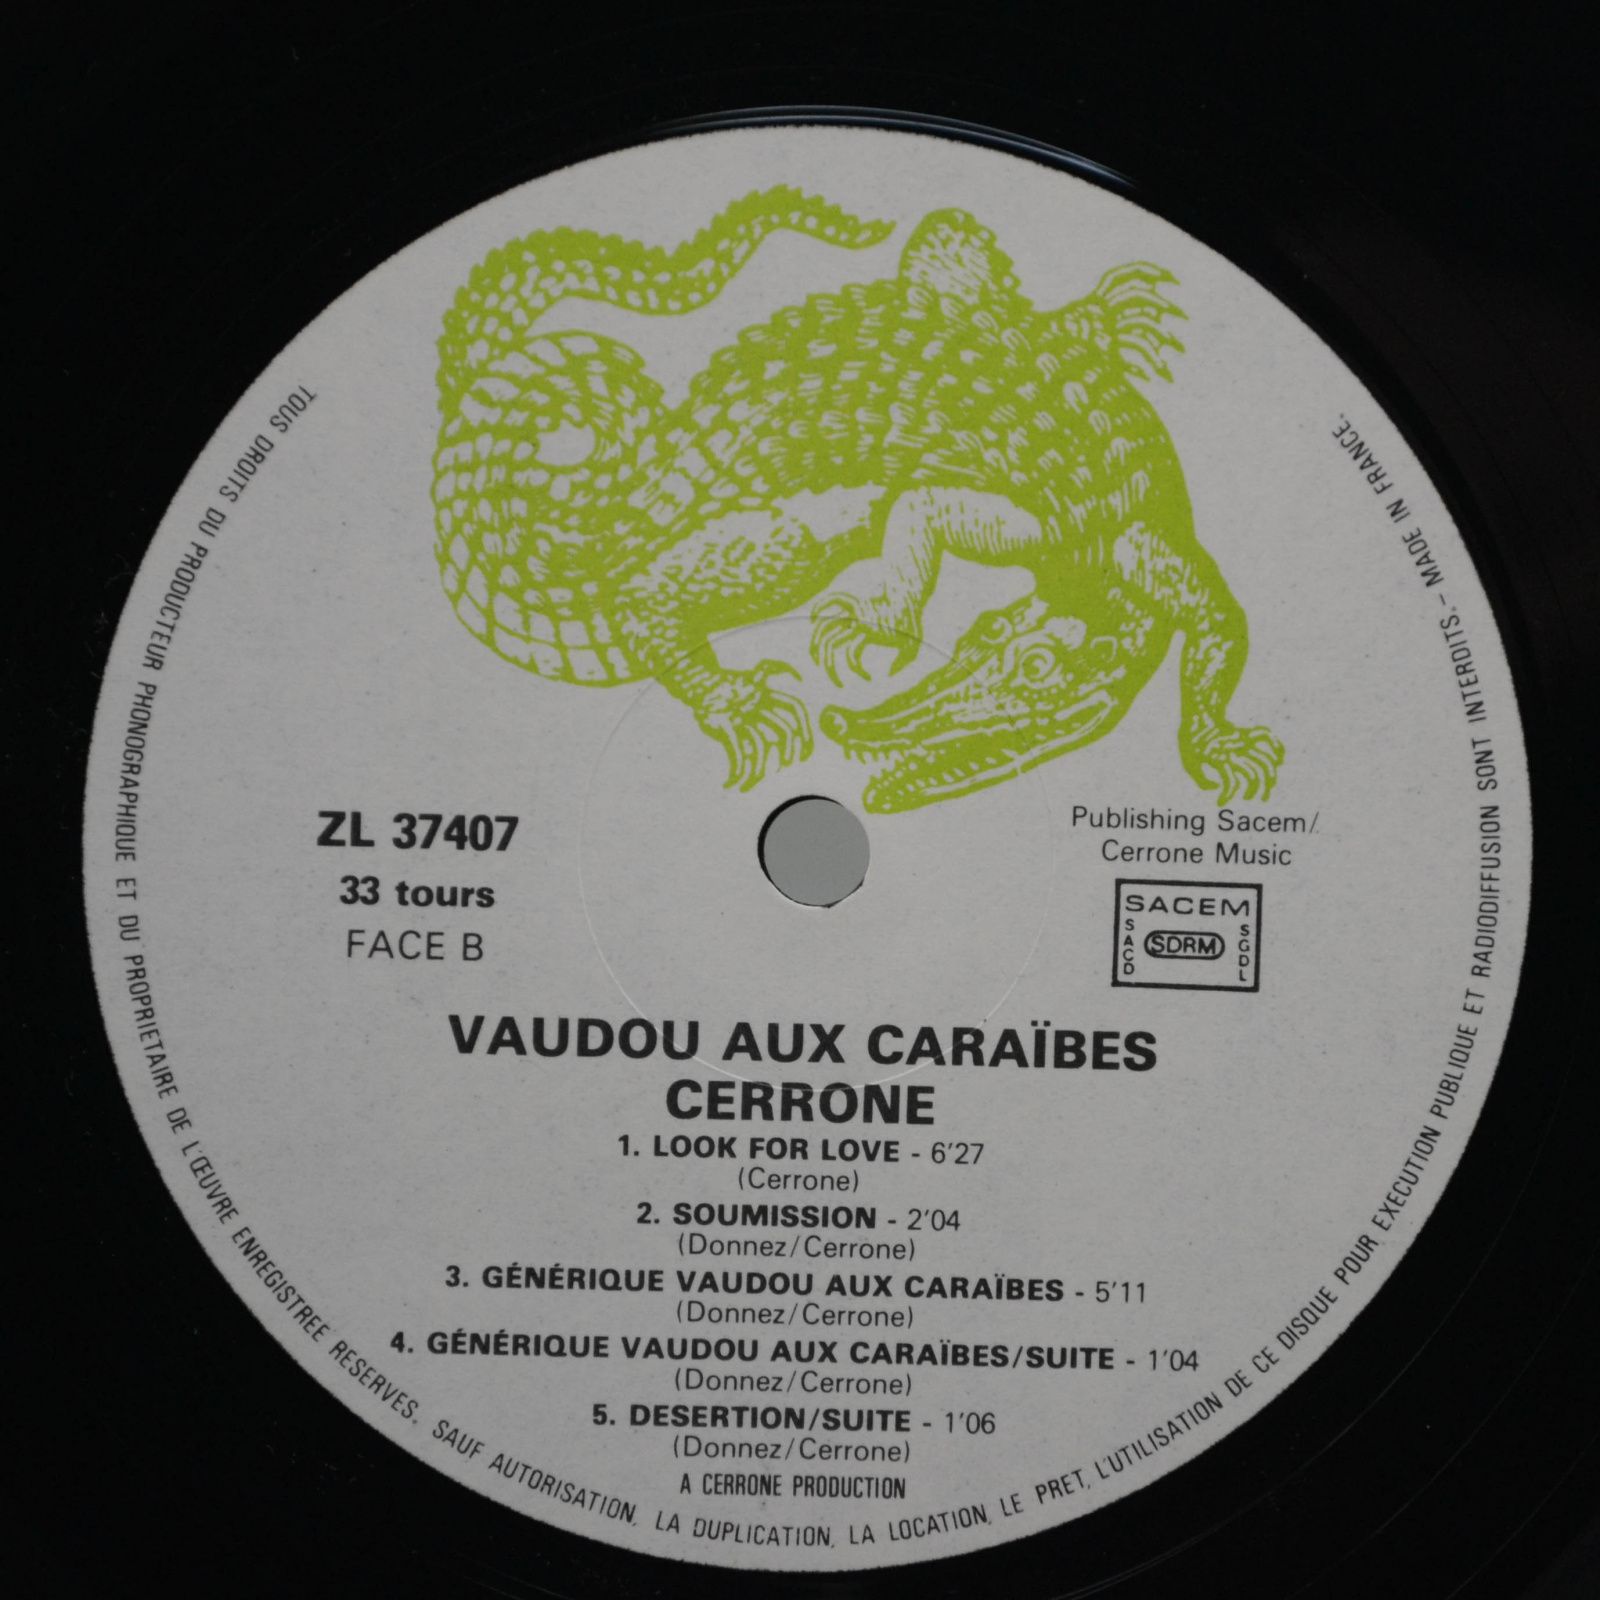 ZL 37407
33 tours
FACE B
Publishing Sacem/
Cerrone Music
SACEM
SACD
SDRM
SGDL
VAUDOU AUX CARAÏBES
CERRONE
1. LOOK FOR LOVE - 6'27
(Cerrone)
2. SOUMISSION - 2'04
(Donnez/Cerrone)
3. GÉNÉRIQUE VAUDOU AUX CARAÏBES - 5'11
(Donnez/Cerrone)
4. GÉNÉRIQUE VAUDOU AUX CARAÏBES/SUITE - 1'04
(Donnez/Cerrone)
5. DESERTION/SUITE - 1'06
(Donnez/Cerrone)
A CERRONE PRODUCTION
TOUS DROITS DU PRODUCTEUR PHONOGRAPHIQUE ET DU PROPRIETAIRE DE L'ŒUVRE ENREGISTREE RESERVES. SAUF AUTORISATION, LA DUPLICATION, LA LOCATION, LE PRET, L'UTILISATION DE CE DISQUE POUR EXECUTION PUBLIQUE ET RADIODIFFUSION SONT INTERDITS. – MADE IN FRANCE.